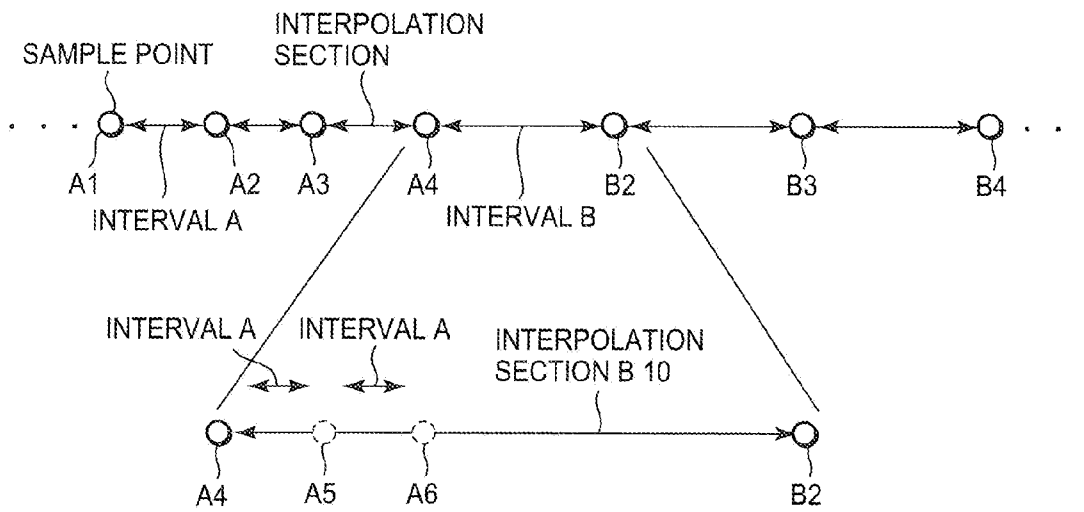 INTERPOLATION
SECTION
SAMPLE POINT
. . .
. .
A1
A2
A3
A4
B2
B3
B4
INTERVAL A
INTERVAL B
INTERVAL A
INTERVAL A
INTERPOLATION
SECTION B 10
A4
A5
A6
B2